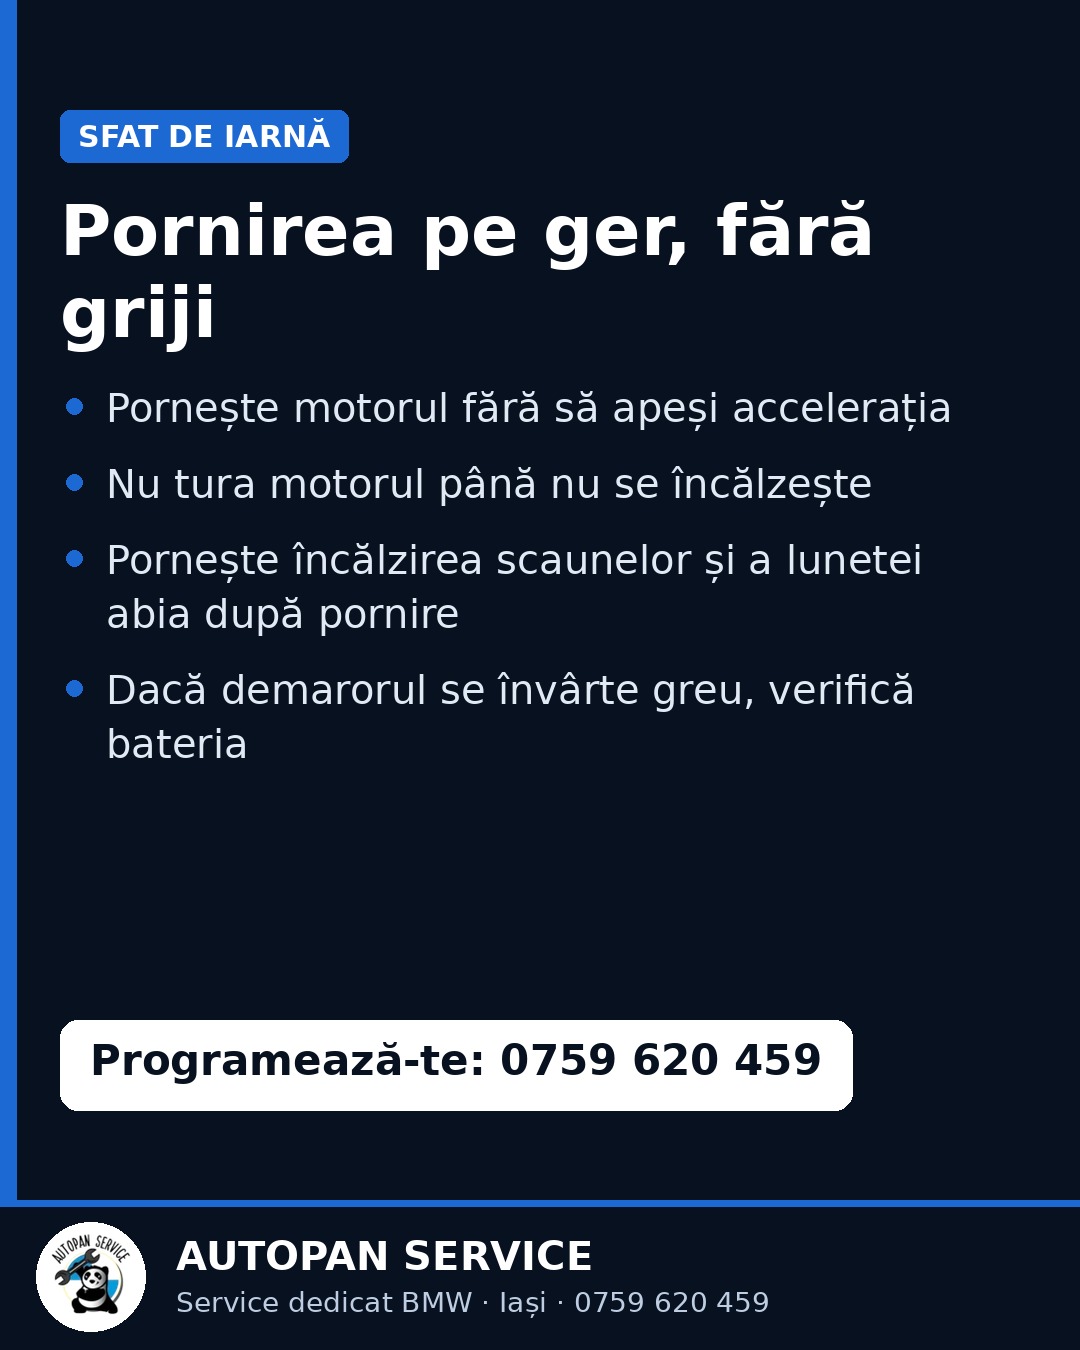 SFAT DE IARNĂ
Pornirea pe ger, fără
griji
Pornește motorul fără să apeși accelerația
Nu tura motorul până nu se încălzește
Pornește încălzirea scaunelor și a lunetei
abia după pornire
Dacă demarorul se învârte greu, verifică
bateria
Programează-te: 0759 620 459
AUTOPAN SERVICE
AUTOPAN SERVICE
Service dedicat BMW · Iași · 0759 620 459